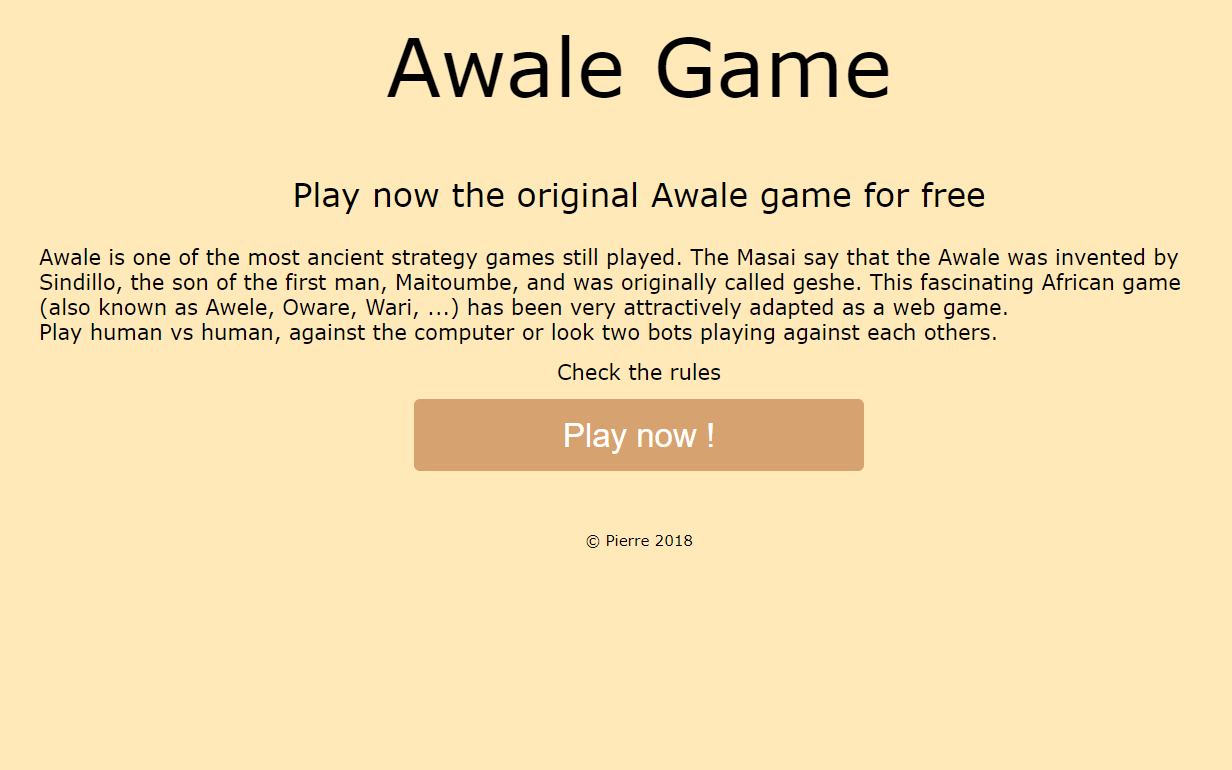 Awale Game
Play now the original Awale game for free
Awale is one of the most ancient strategy games still played. The Masai say that the Awale was invented by
Sindillo, the son of the first man, Maitoumbe, and was originally called geshe. This fascinating African game
(also known as Awele, Oware, Wari, ...) has been very attractively adapted as a web game.
Play human vs human, against the computer or look two bots playing against each others.
Check the rules
Play now !
© Pierre 2018